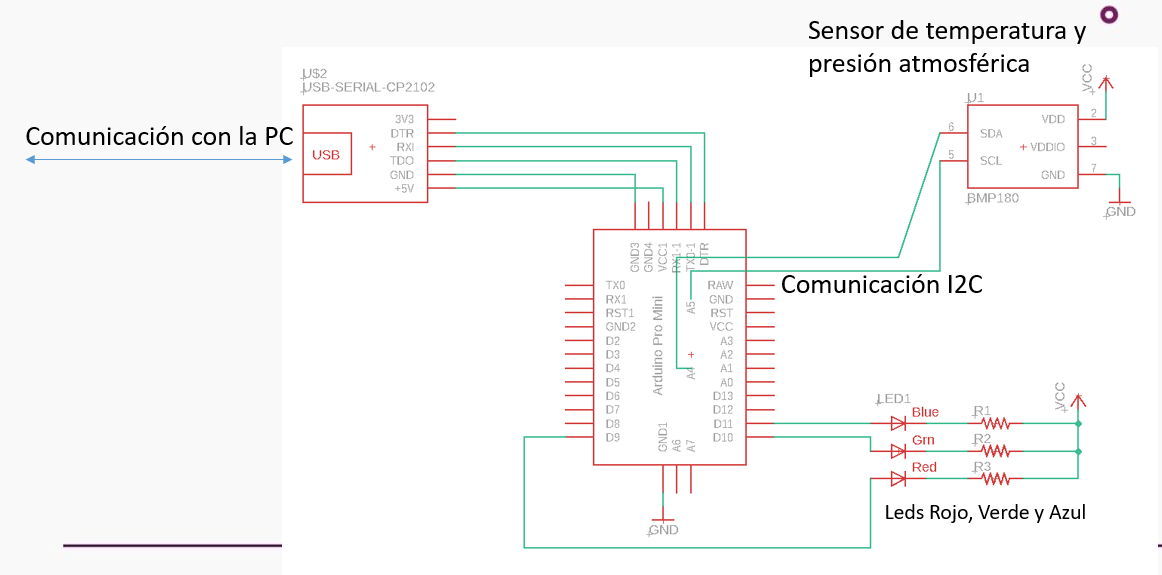 Sensor de temperatura y
presión atmosférica
U$2
USB-SERIAL-CP2102
Comunicación con la PC
USB
3V3
DTR
RXI
TDO
GND
+5V
VCC
U1
6
SDA
5
SCL
VDD
2
VDDIO
3
GND
7
BMP180
GND
GND3
GND4
VCC1
RX1-1
TX0-1
DTR
Comunicación I2C
TX0
RX1
RST1
GND2
D2
D3
D4
D5
D6
D7
D8
D9
Arduino Pro Mini
A5
A4
RAW
GND
RST
VCC
A3
A2
A1
A0
D13
D12
D11
D10
GND1
A6
A7
GND
LED1
Blue
Grn
Red
R1
R2
R3
VCC
Leds Rojo, Verde y Azul